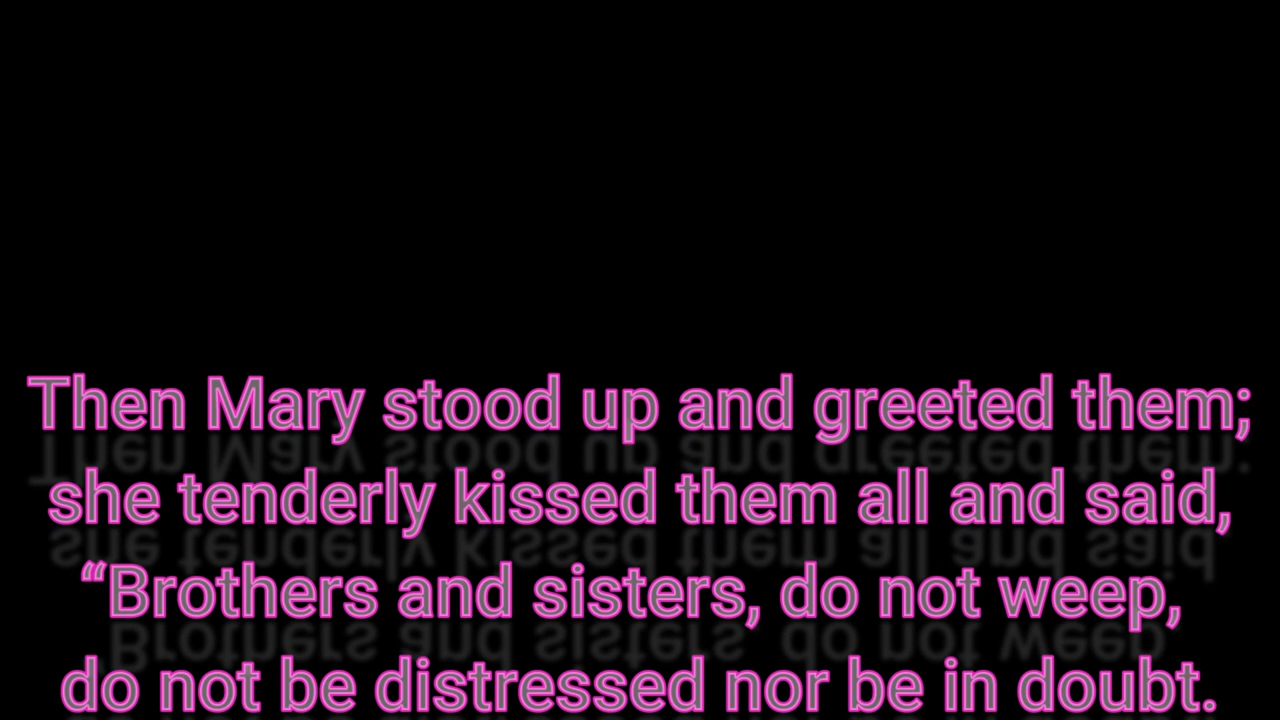 Then Mary stood up and greeted them;
she tenderly kissed them all and said,
“Brothers and sisters, do not weep,
do not be distressed nor be in doubt.